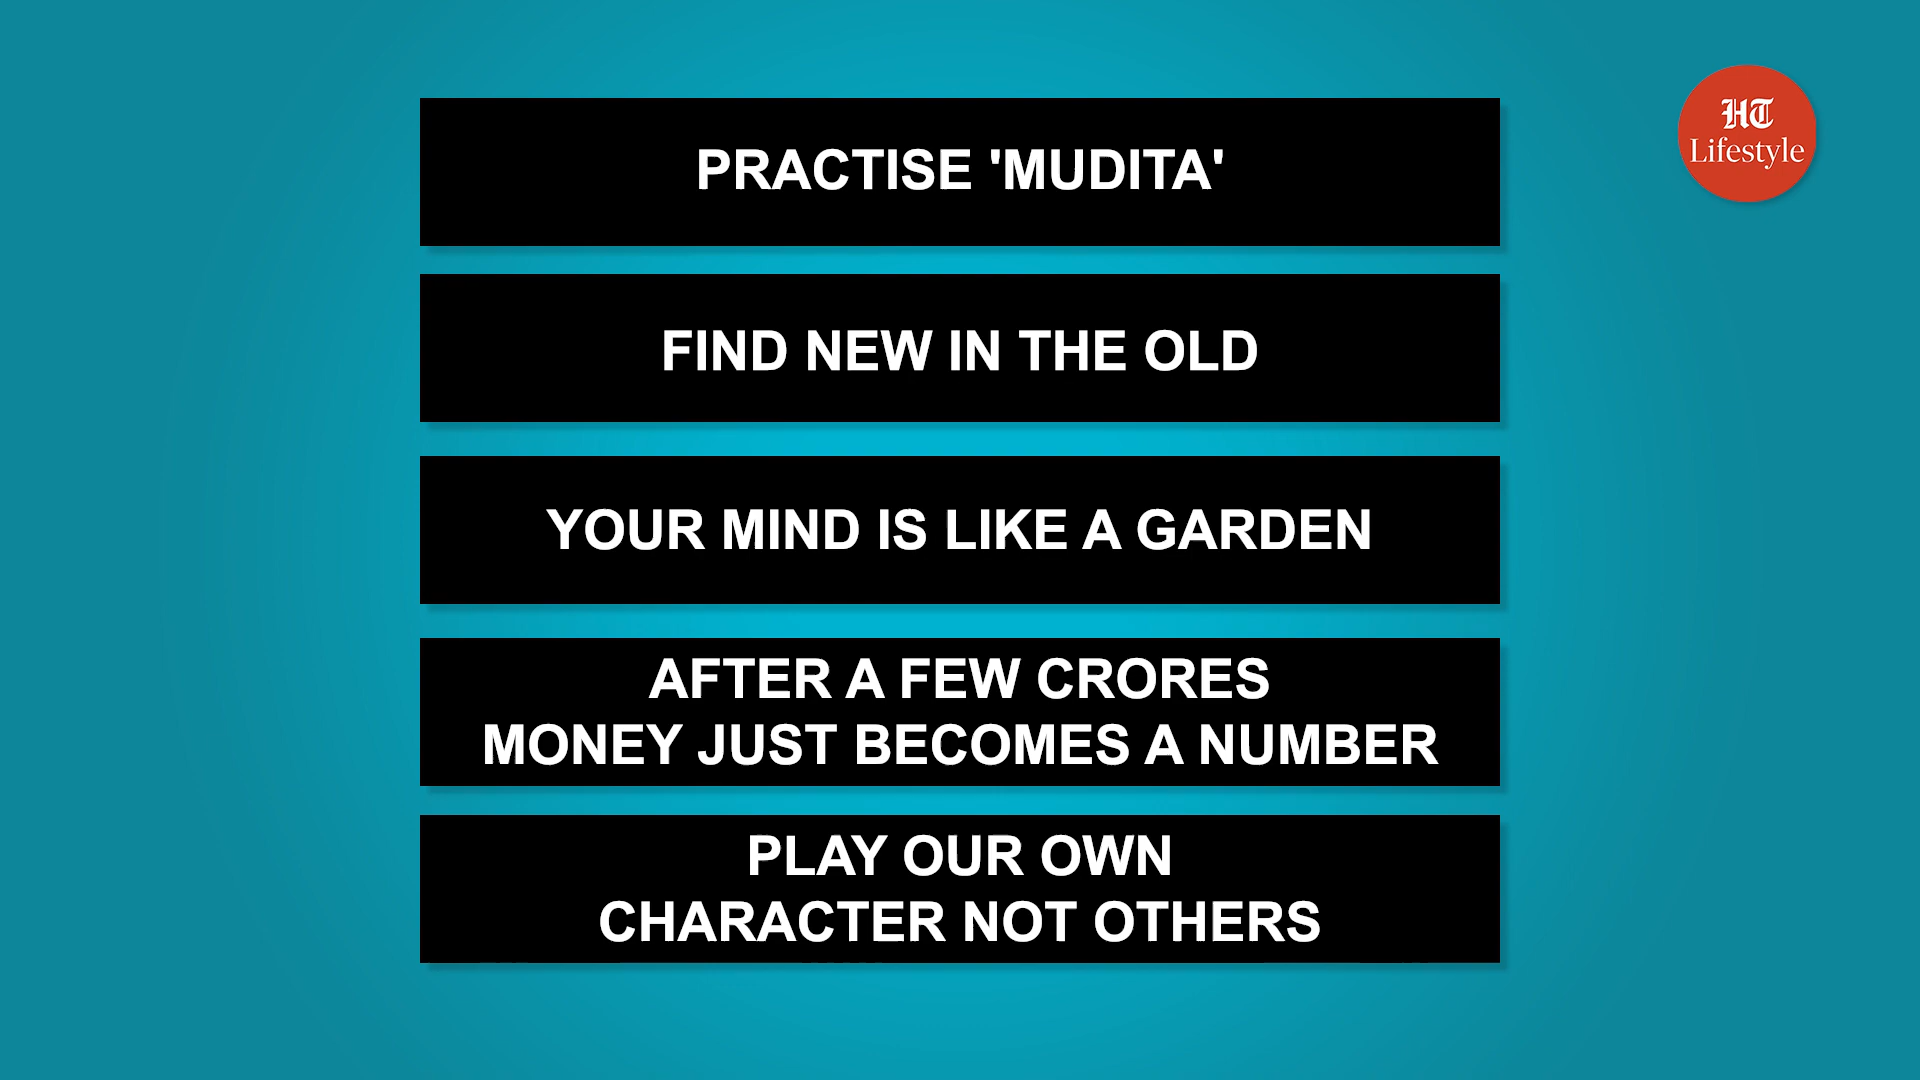 PRACTISE 'MUDITA'
FIND NEW IN THE OLD
YOUR MIND IS LIKE A GARDEN
AFTER A FEW CRORES
MONEY JUST BECOMES A NUMBER
PLAY OUR OWN
CHARACTER NOT OTHERS
HT
Lifestyle